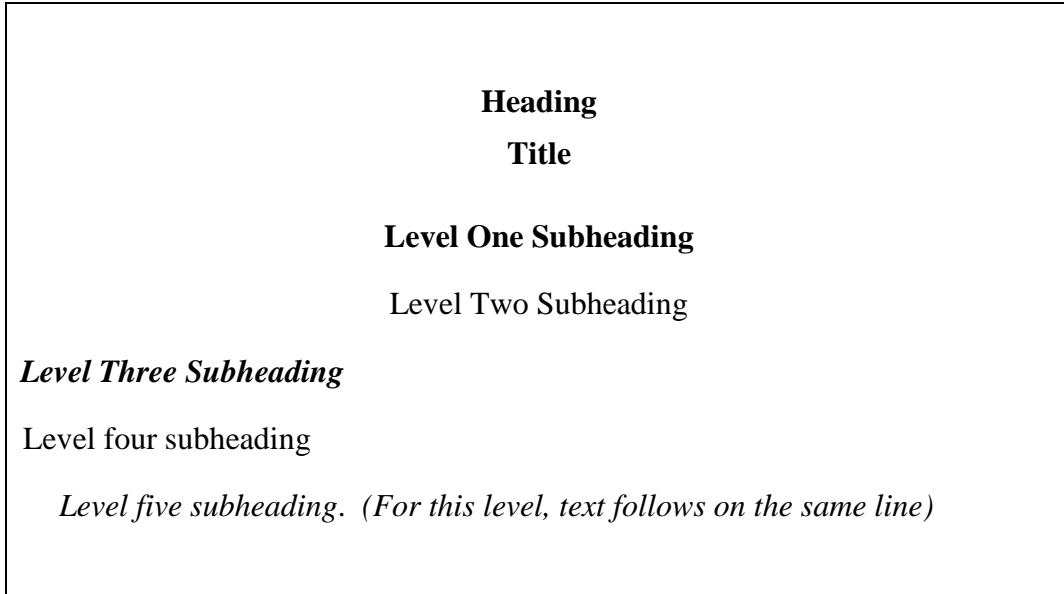 Heading
Title
Level One Subheading
Level Two Subheading
Level Three Subheading
Level four subheading
Level five subheading.  (For this level, text follows on the same line)